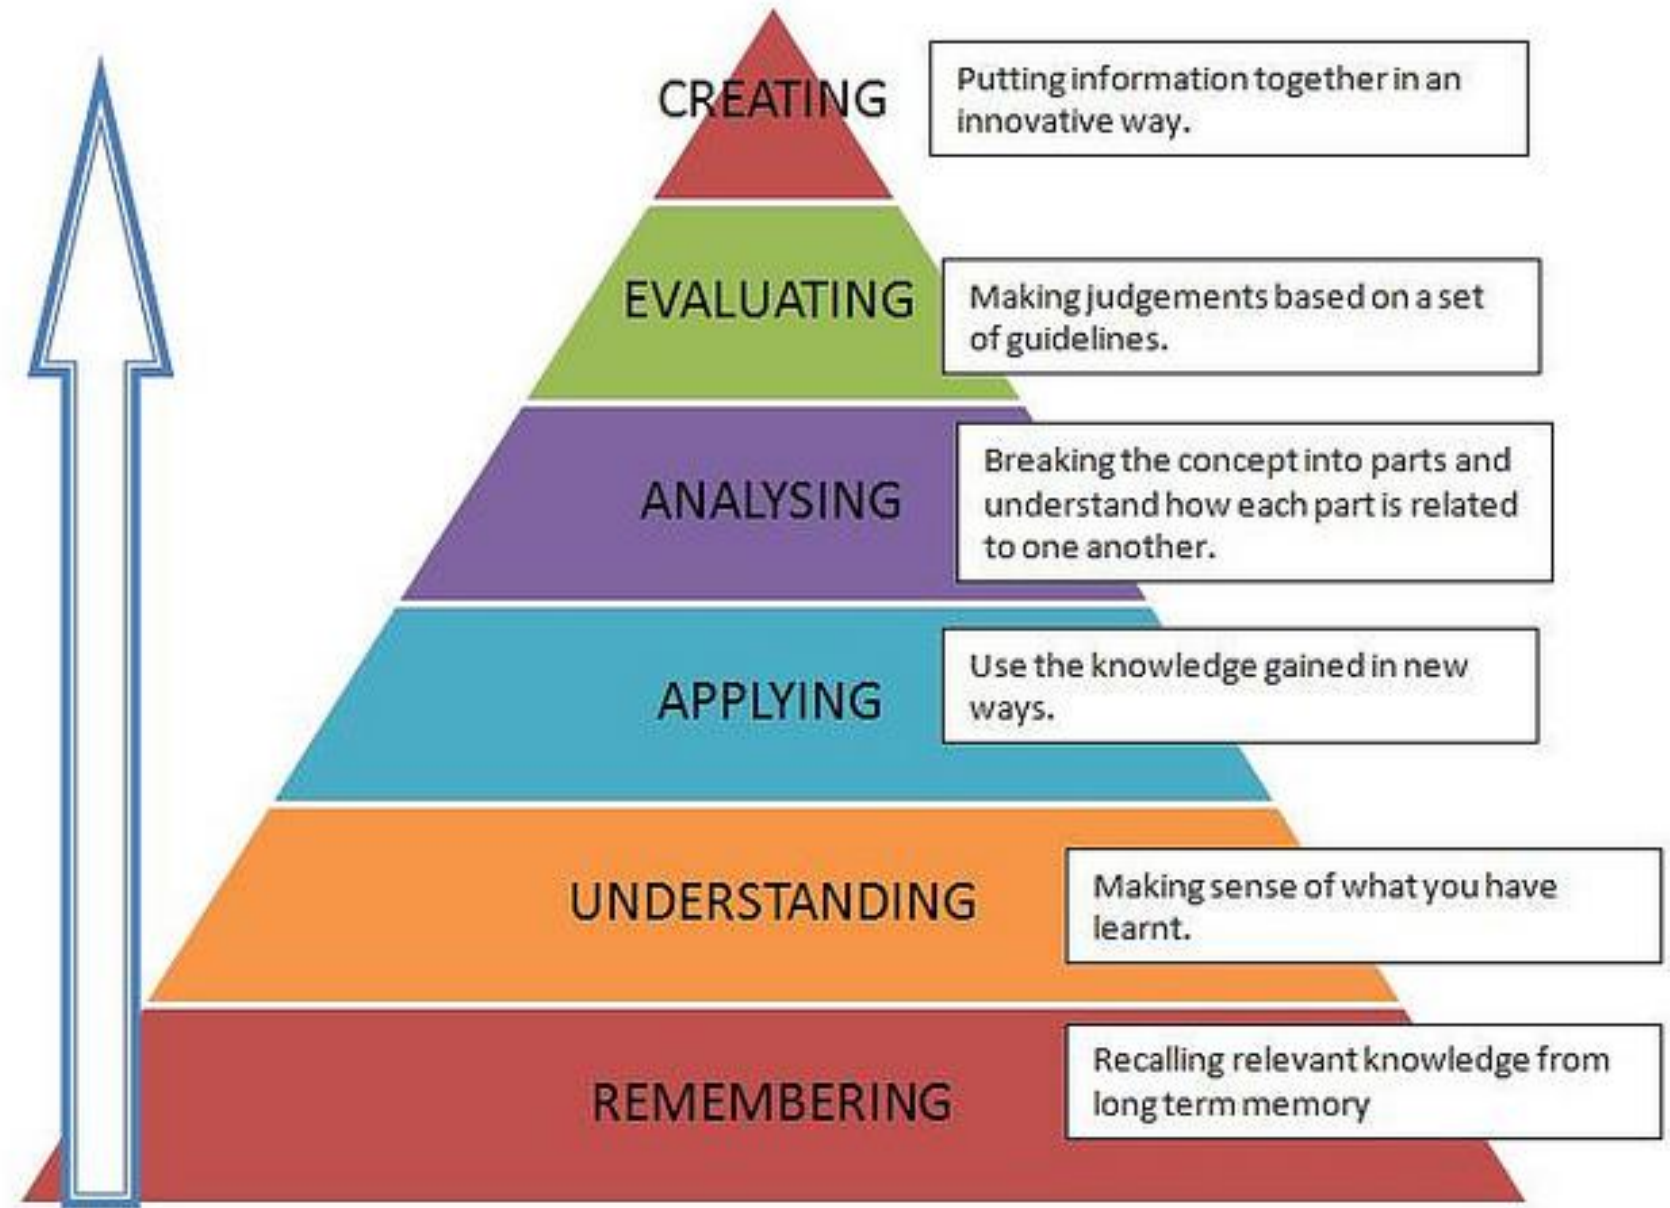 CREATING
Putting information together in an
innovative way.
EVALUATING
Making judgements based on a set
of guidelines.
ANALYSING
Breaking the concept into parts and
understand how each part is related
to one another.
APPLYING
Use the knowledge gained in new
ways.
UNDERSTANDING
Making sense of what you have
learnt.
REMEMBERING
Recalling relevant knowledge from
long term memory